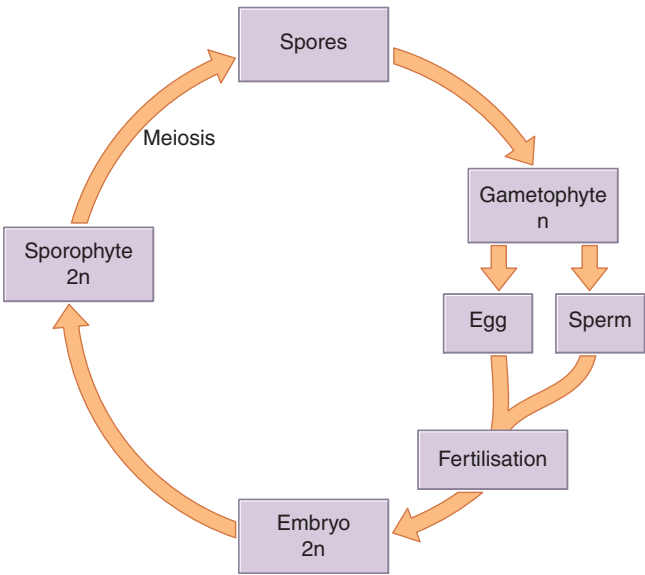 Spores
Meiosis
Gametophyte
n
Sporophyte
2n
Egg
Sperm
Fertilisation
Embryo
2n